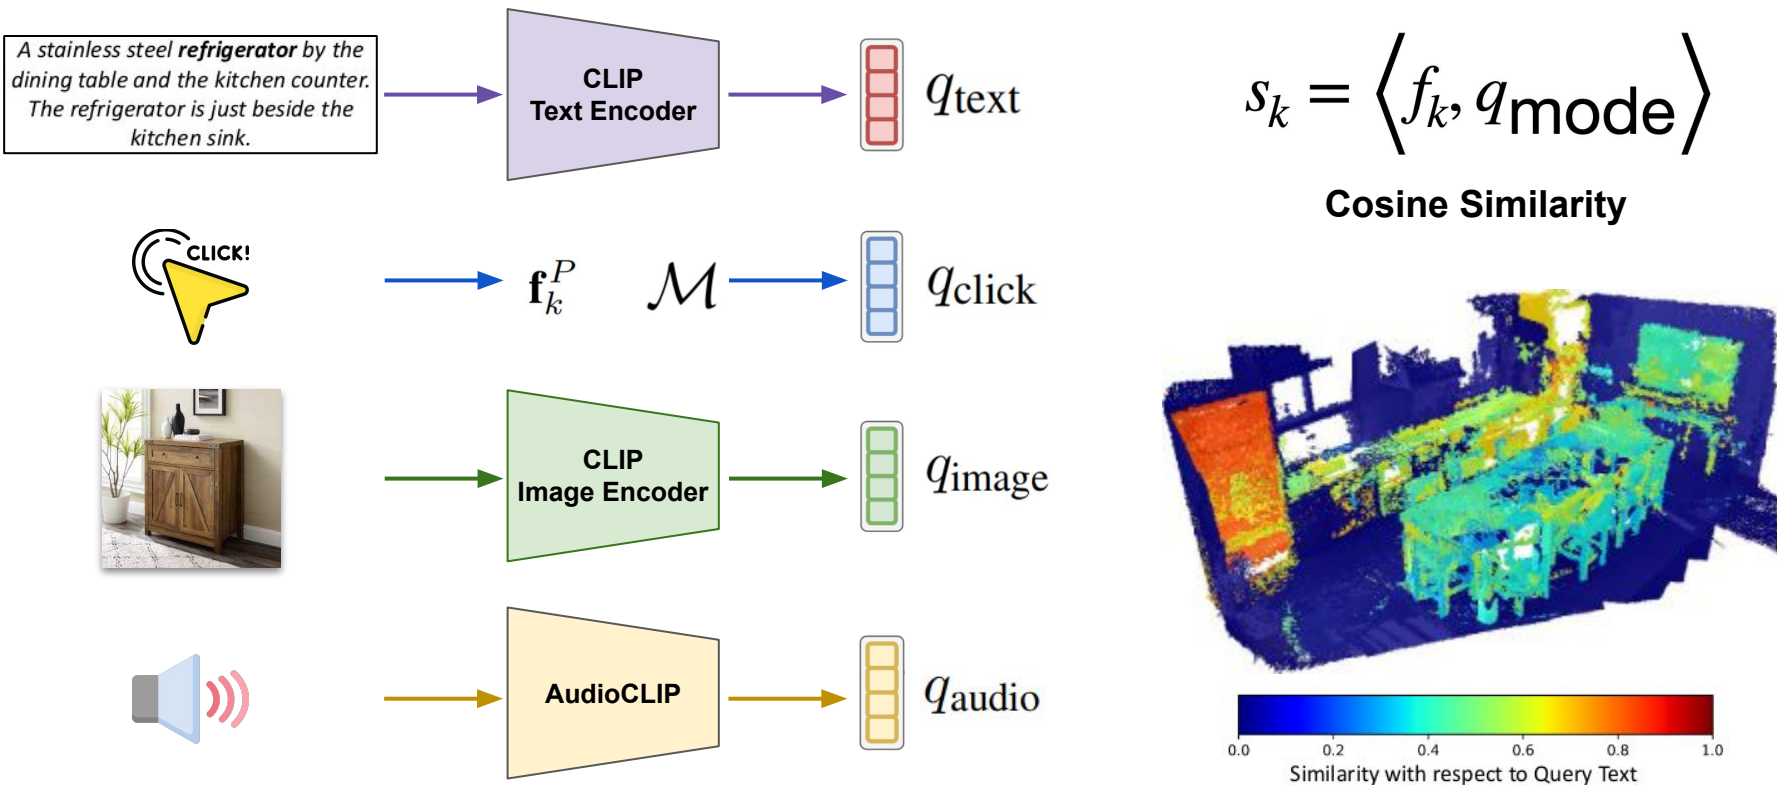 A stainless steel refrigerator by the
dining table and the kitchen counter.
The refrigerator is just beside the
kitchen sink.
CLIP
Text Encoder
q_text
CLICK!
f_k^P M
q_click
CLIP
Image Encoder
q_image
AudioCLIP
q_audio
s_k = ⟨f_k, q_mode⟩
Cosine Similarity
0.0 0.2 0.4 0.6 0.8 1.0
Similarity with respect to Query Text